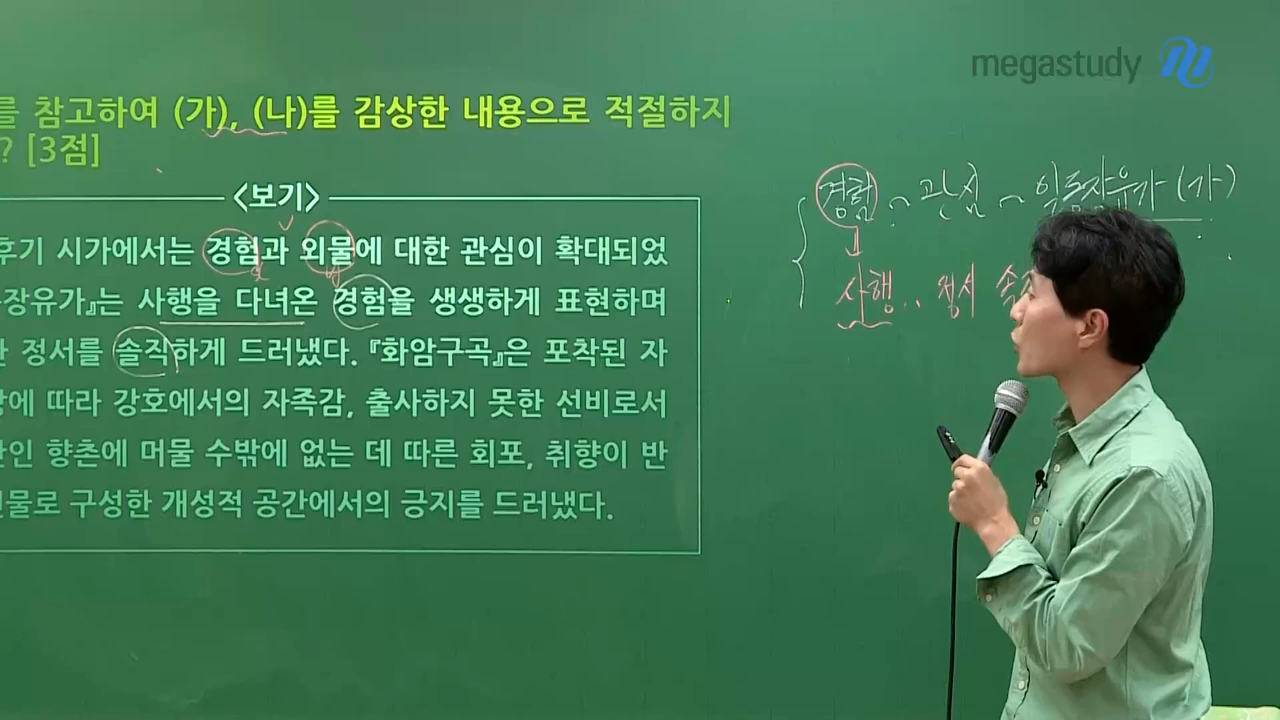 megastudy
를 참고하여 (가), (나)를 감상한 내용으로 적절하지
? [3점]
<보기>
후기 시가에서는 경험과 외물에 대한 관심이 확대되었
장유가』는 사행을 다녀온 경험을 생생하게 표현하며
한 정서를 솔직하게 드러냈다. 『화암구곡』은 포착된 자
상에 따라 강호에서의 자족감, 출사하지 못한 선비로서
인 향촌에 머물 수밖에 없는 데 따른 회포, 취향이 반
물로 구성한 개성적 공간에서의 긍지를 드러냈다.
경험 관심 일동장유가 (가)
사행.. 정서 솔